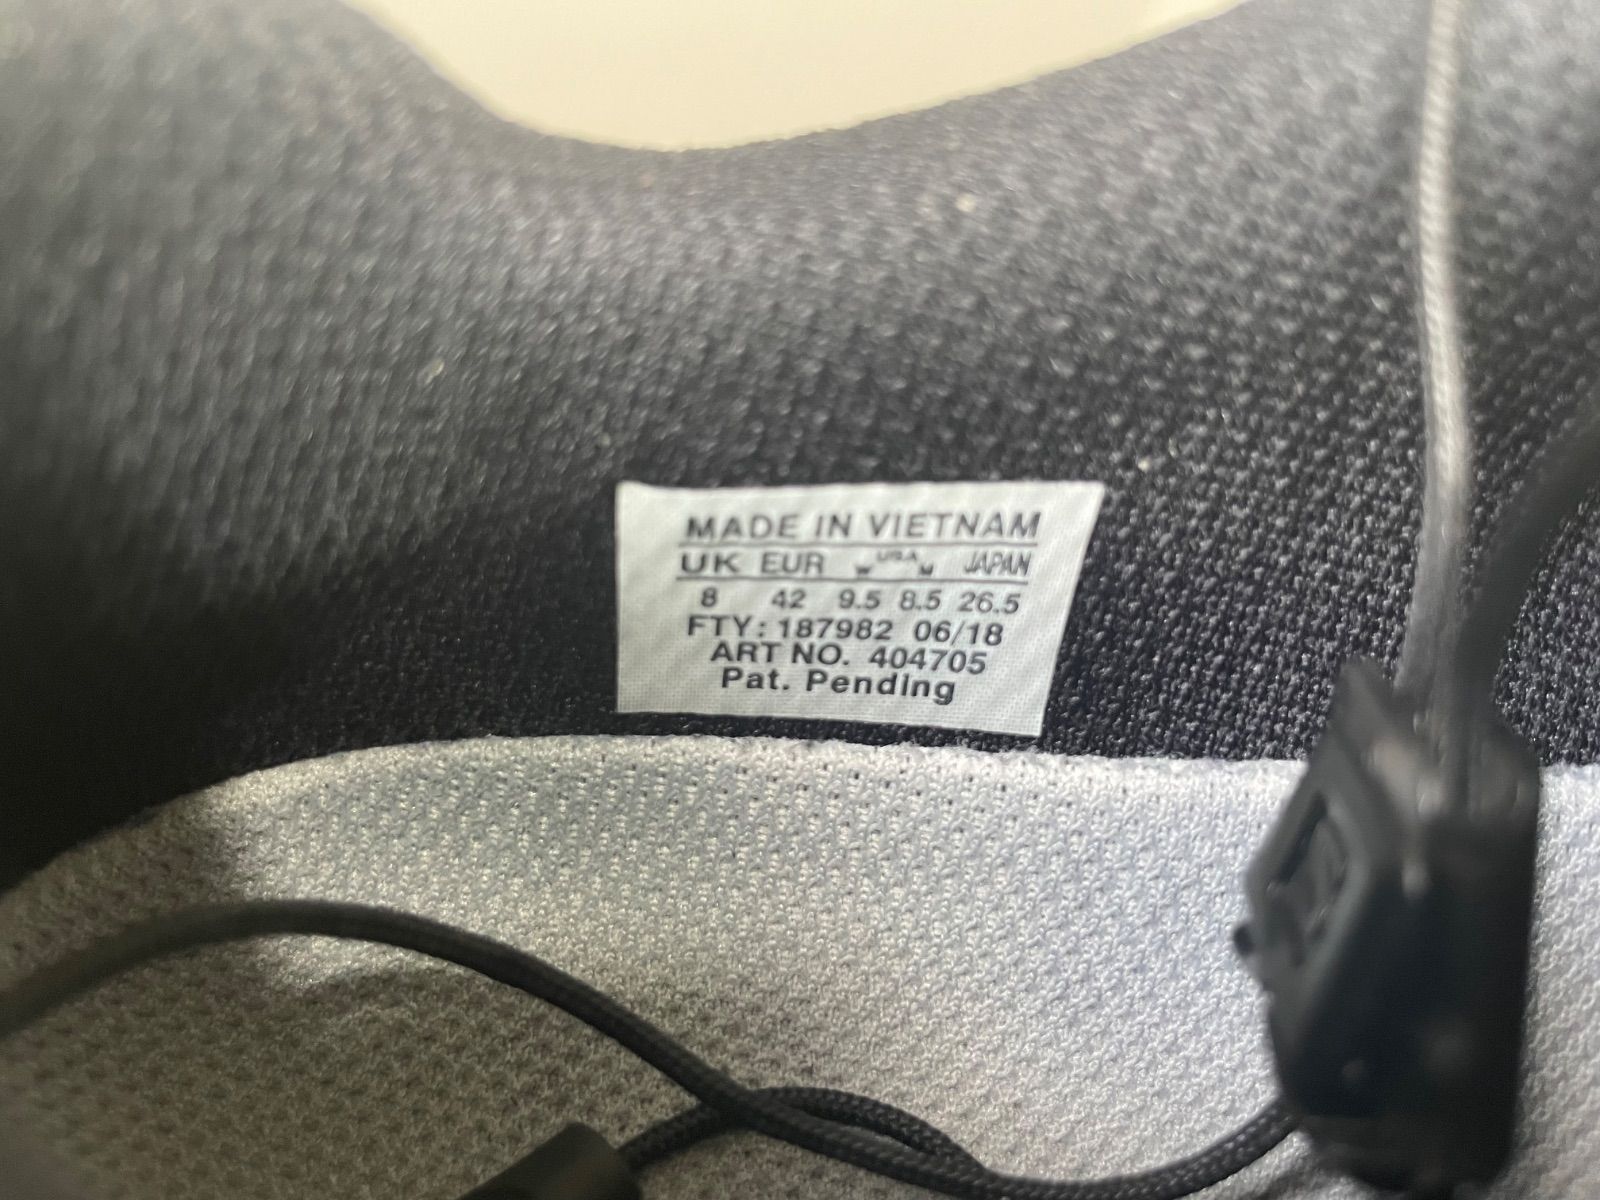 MADE IN VIETNAM
UK EUR W USA M JAPAN
8 42 9.5 8.5 26.5
FTY: 187982 06/18
ART NO. 404705
Pat. Pending